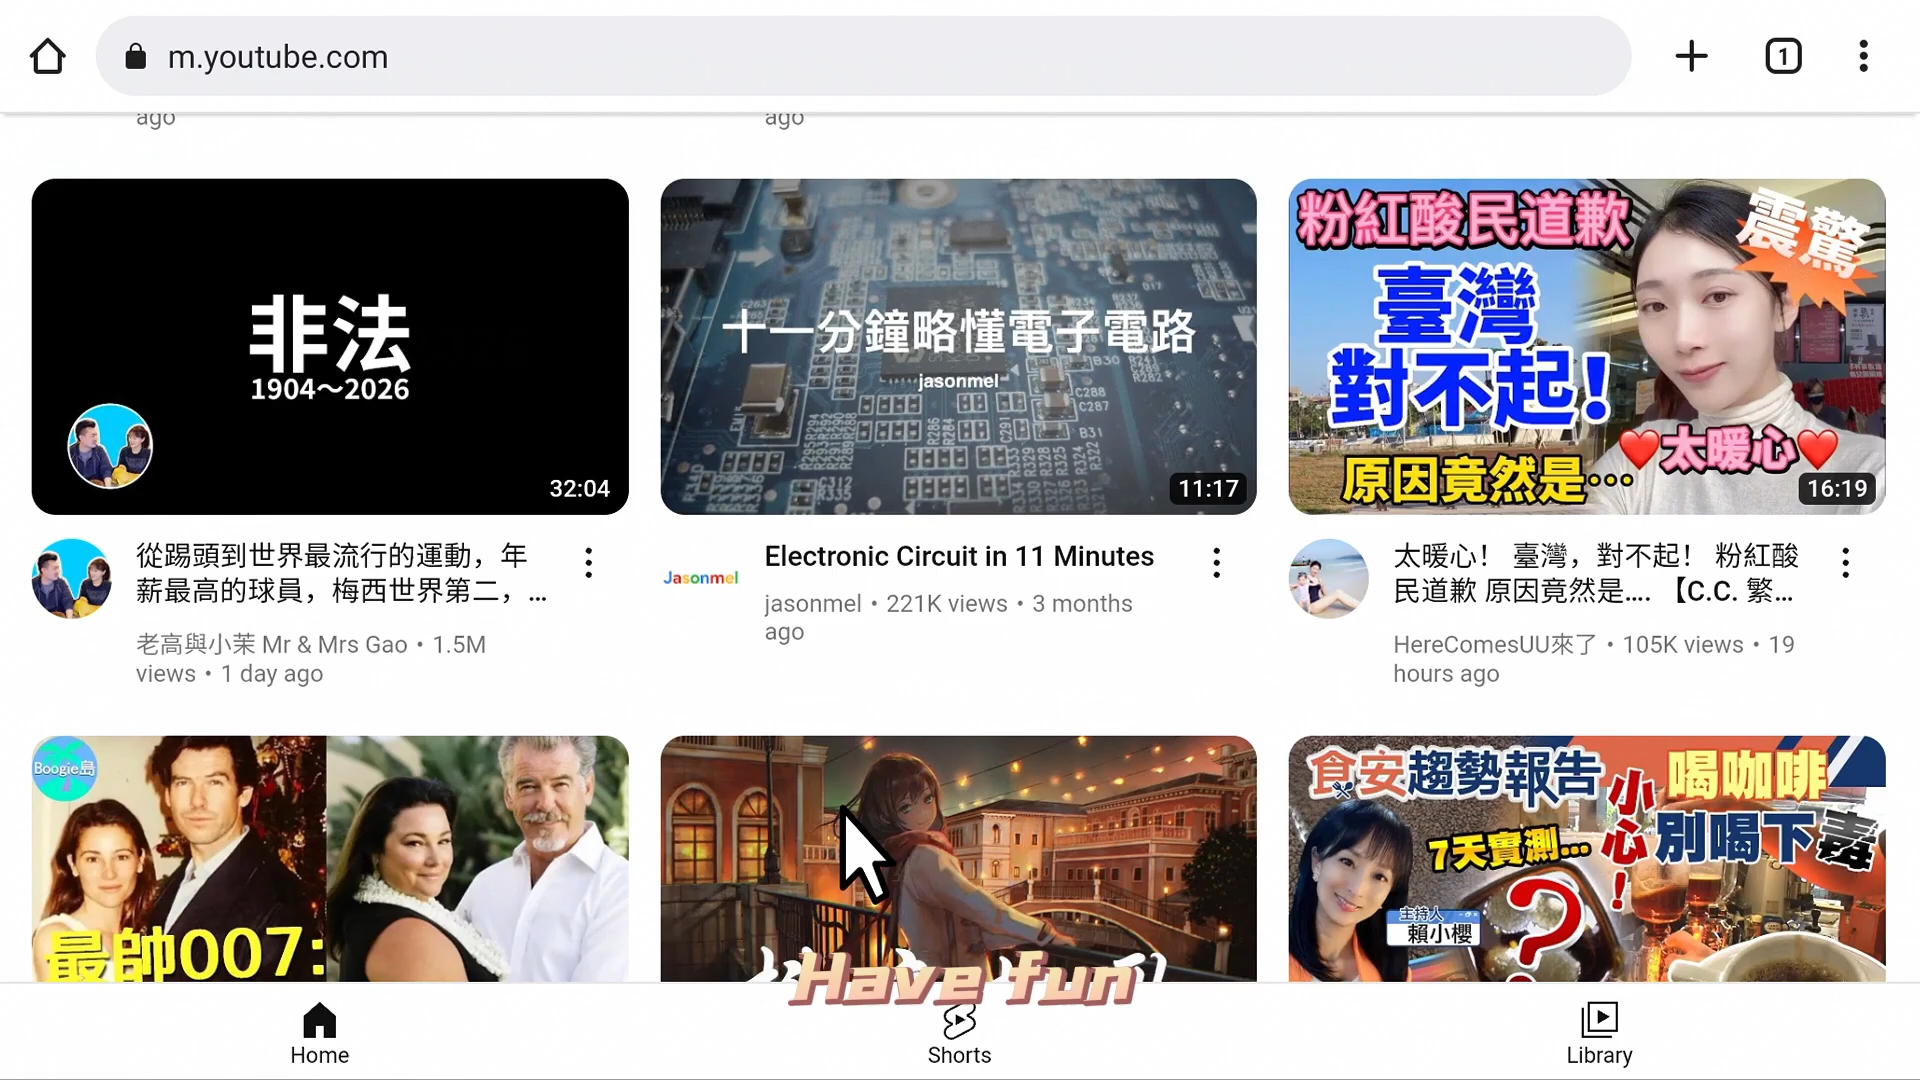 m.youtube.com
1
ago
ago
非法
1904～2026
32:04
十一分鐘略懂電子電路
jasonmel
11:17
粉紅酸民道歉
震驚
臺灣
對不起！
太暖心
原因竟然是…
16:19
從踢頭到世界最流行的運動，年
薪最高的球員，梅西世界第二，...
老高與小茉 Mr & Mrs Gao • 1.5M
views • 1 day ago
Jasonmel
Electronic Circuit in 11 Minutes
jasonmel • 221K views • 3 months
ago
太暖心！ 臺灣，對不起！ 粉紅酸
民道歉 原因竟然是.... 【C.C. 繁...
HereComesUU來了 • 105K views • 19
hours ago
Boogie島
最帥007:
食安趨勢報告
喝咖啡
小心！
別喝下毒
7天實測...
？
主持人
賴小櫻
Have fun
Home
Shorts
Library